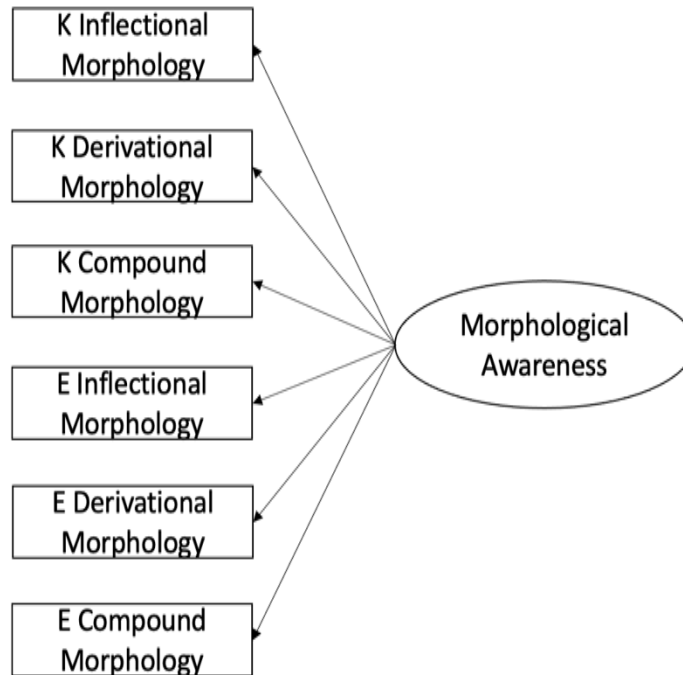 K Inflectional
Morphology
K Derivational
Morphology
K Compound
Morphology
E Inflectional
Morphology
E Derivational
Morphology
E Compound
Morphology
Morphological
Awareness